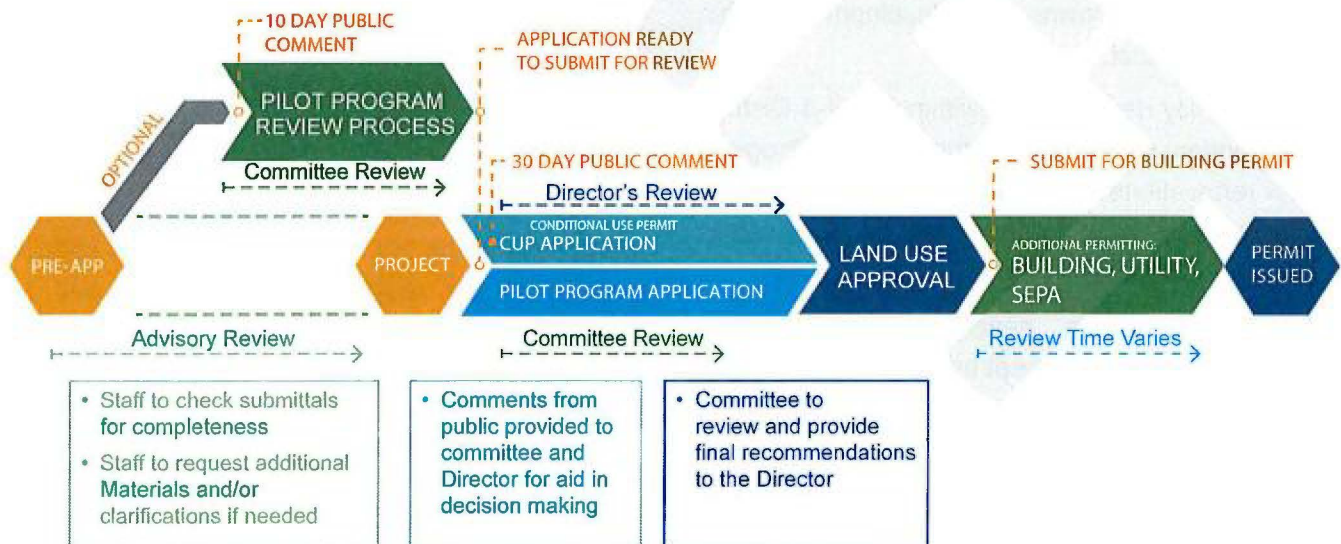 10 DAY PUBLIC
COMMENT
APPLICATION READY
TO SUBMIT FOR REVIEW
PILOT PROGRAM
REVIEW PROCESS
OPTIONAL
Committee Review
30 DAY PUBLIC COMMENT
SUBMIT FOR BUILDING PERMIT
Director's Review
PRE-APP
PROJECT
CONDITIONAL USE PERMIT
CUP APPLICATION
PILOT PROGRAM APPLICATION
LAND USE
APPROVAL
ADDITIONAL PERMITTING:
BUILDING, UTILITY,
SEPA
PERMIT
ISSUED
Advisory Review
Committee Review
Review Time Varies
• Staff to check submittals
for completeness
• Staff to request additional
Materials and/or
clarifications if needed
• Comments from
public provided to
committee and
Director for aid in
decision making
• Committee to
review and provide
final recommendations
to the Director